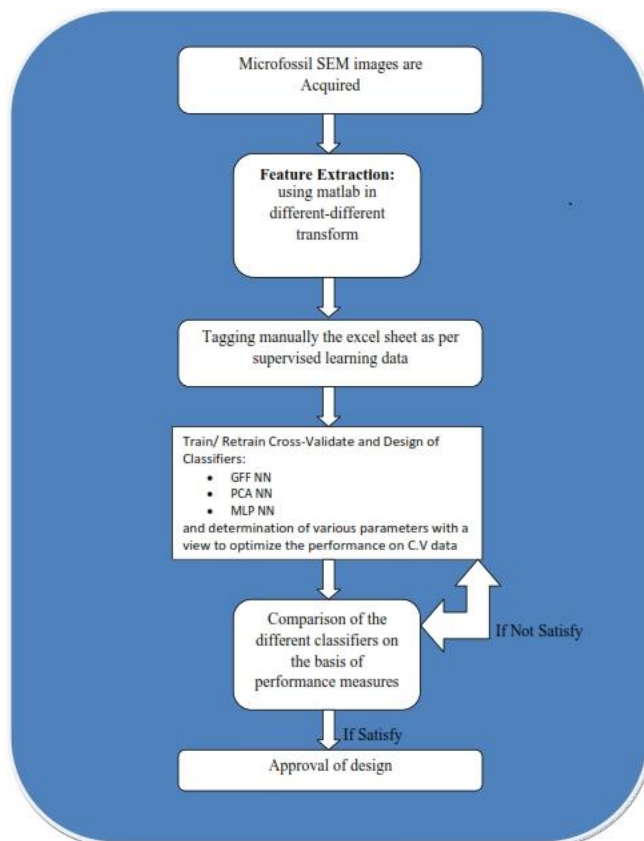 Microfossil SEM images are
Acquired
Feature Extraction:
using matlab in
different-different
transform
Tagging manually the excel sheet as per
supervised learning data
Train/ Retrain Cross-Validate and Design of
Classifiers:
• GFF NN
• PCA NN
• MLP NN
and determination of various parameters with a
view to optimize the performance on C.V data
Comparison of the
different classifiers on
the basis of
performance measures
If Not Satisfy
If Satisfy
Approval of design